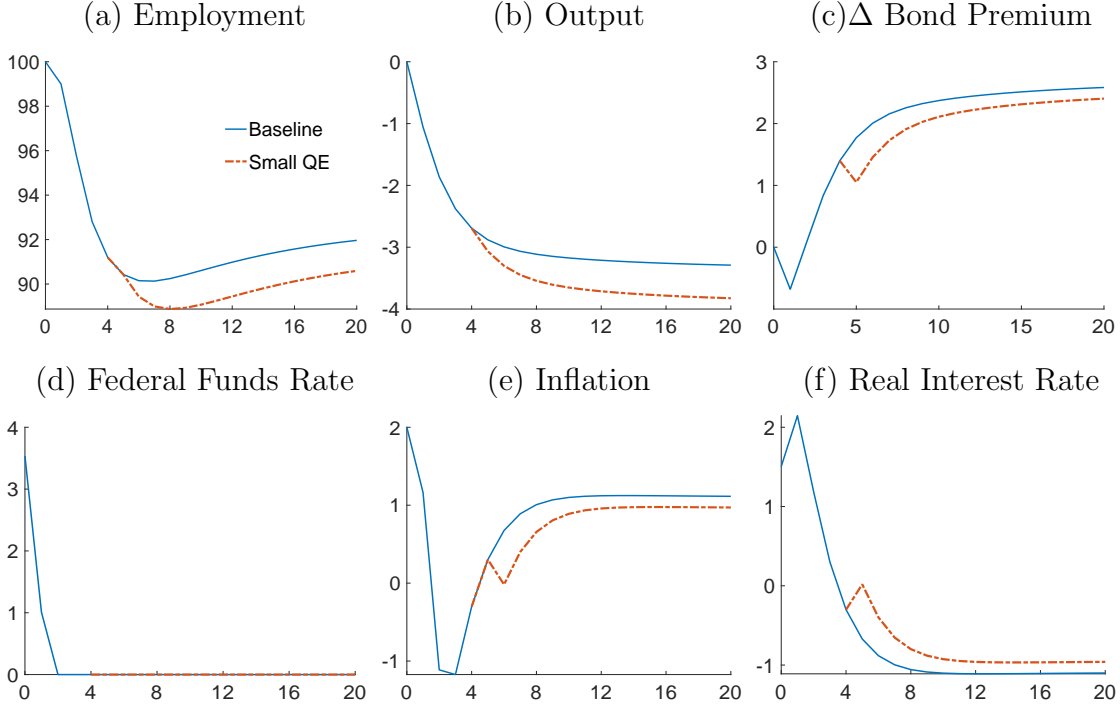 (a) Employment
(b) Output
(c)Δ Bond Premium
100
98
96
94
92
90
0 4 8 12 16 20
Baseline
Small QE
0
-1
-2
-3
-4
0 4 8 12 16 20
3
2
1
0
0 5 10 15 20
(d) Federal Funds Rate
(e) Inflation
(f) Real Interest Rate
4
3
2
1
0
0 4 8 12 16 20
2
1
0
-1
0 4 8 12 16 20
2
1
0
-1
0 4 8 12 16 20